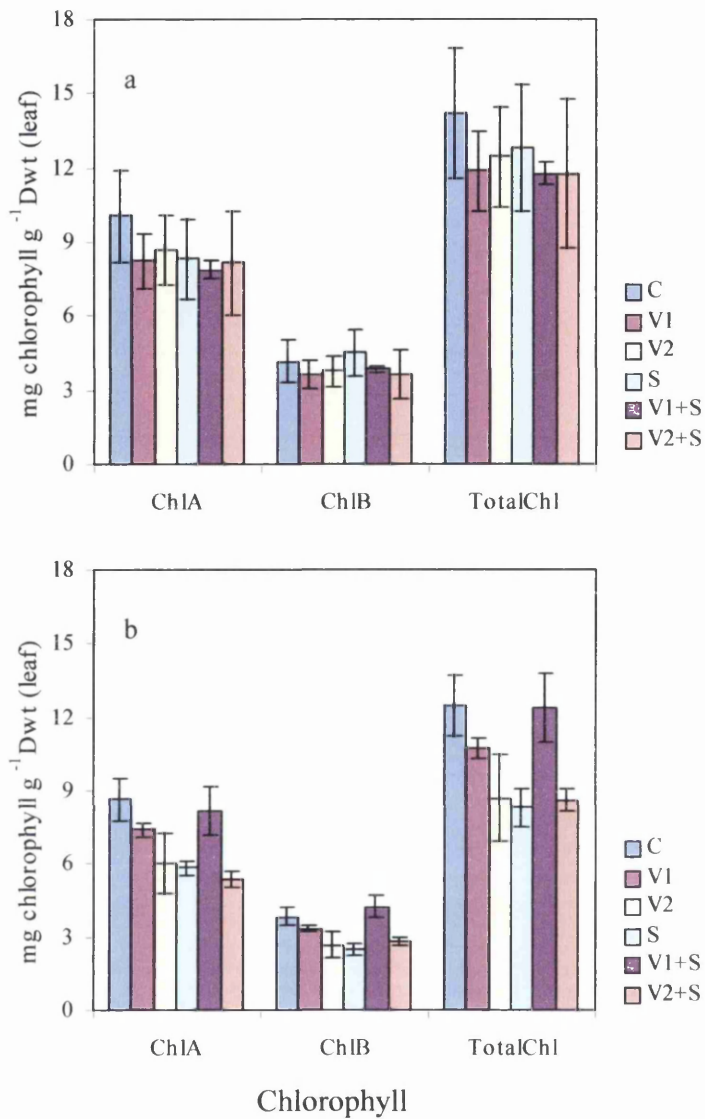 18
15
12
9
6
3
0
mg chlorophyll g⁻¹ Dwt (leaf)
a
ChlA ChlB TotalChl
C
V1
V2
S
V1+S
V2+S
18
15
12
9
6
3
0
mg chlorophyll g⁻¹ Dwt (leaf)
b
ChlA ChlB TotalChl
C
V1
V2
S
V1+S
V2+S
Chlorophyll